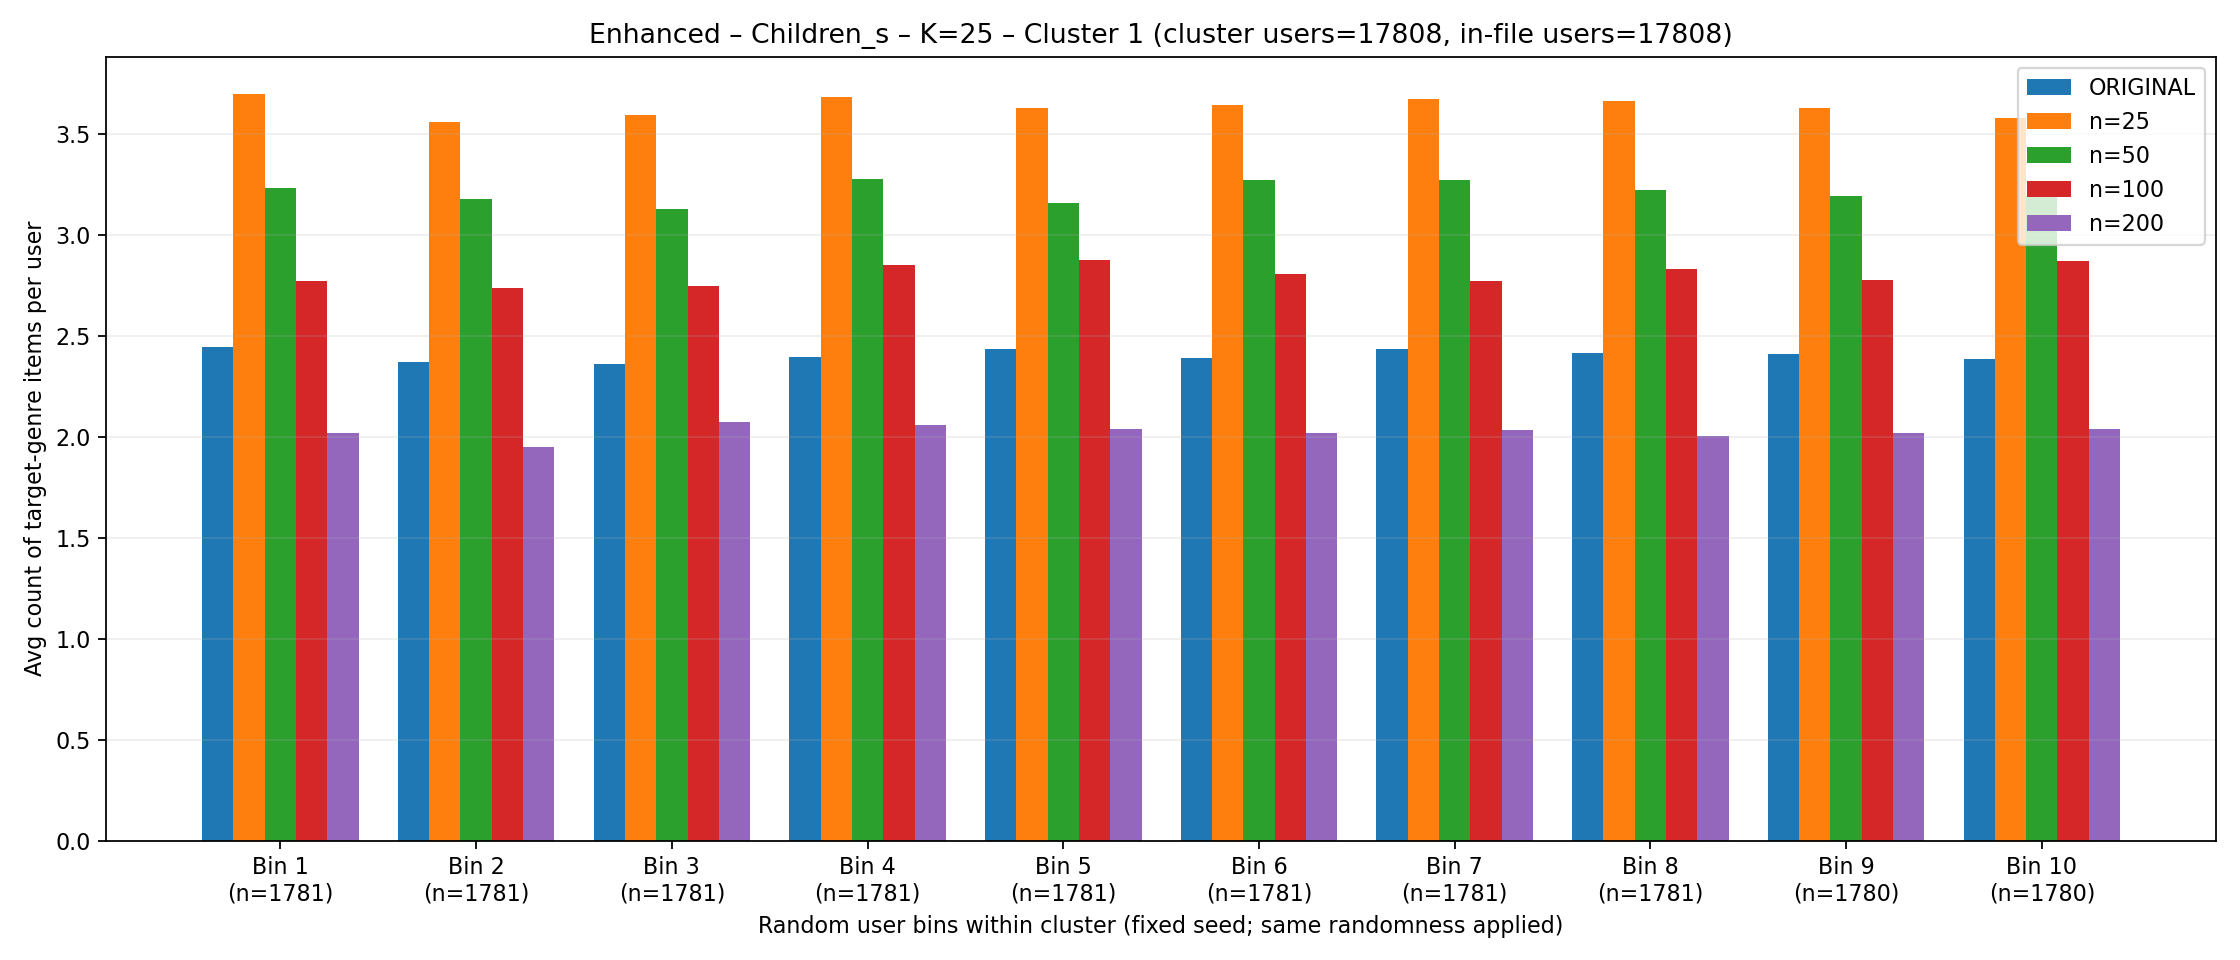 Enhanced – Children_s – K=25 – Cluster 1 (cluster users=17808, in-file users=17808)
ORIGINAL
n=25
n=50
n=100
n=200
Avg count of target-genre items per user
3.5
3.0
2.5
2.0
1.5
1.0
0.5
0.0
Bin 1 Bin 2 Bin 3 Bin 4 Bin 5 Bin 6 Bin 7 Bin 8 Bin 9 Bin 10
(n=1781) (n=1781) (n=1781) (n=1781) (n=1781) (n=1781) (n=1781) (n=1781) (n=1780) (n=1780)
Random user bins within cluster (fixed seed; same randomness applied)